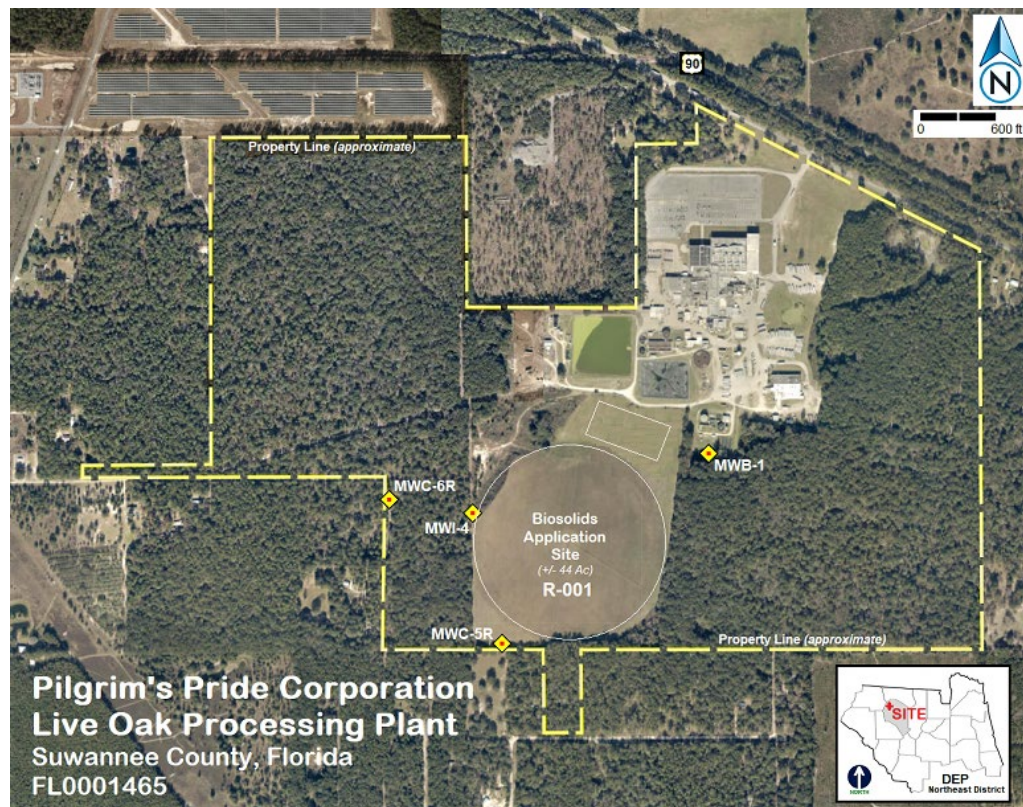 90
N
0 600 ft
Property Line (approximate)
MWC-6R
MWI-4
MWB-1
Biosolids
Application
Site
(+/- 44 Ac)
R-001
MWC-5R
Property Line (approximate)
Pilgrim's Pride Corporation
Live Oak Processing Plant
Suwannee County, Florida
FL0001465
SITE
DEP
Northeast District
NORTH